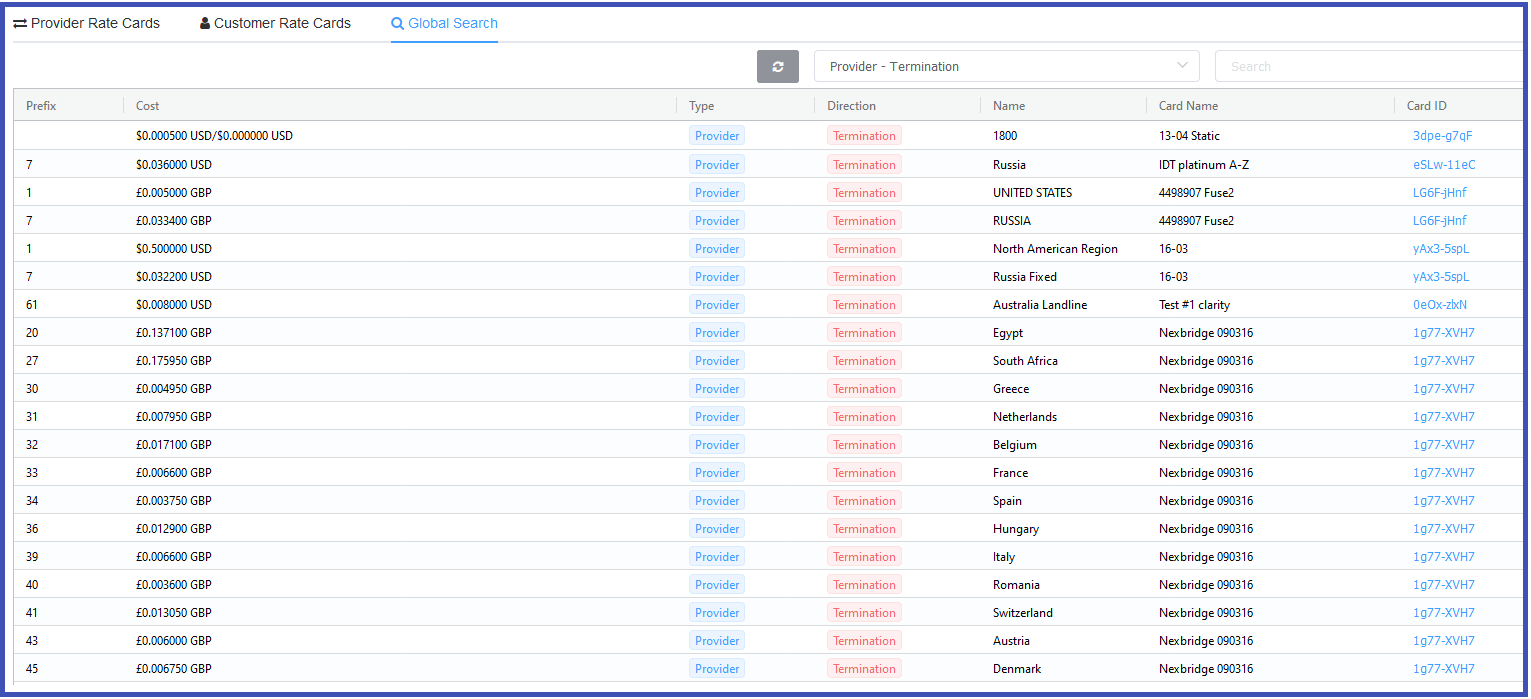 Provider Rate Cards Customer Rate Cards Global Search
Provider - Termination Search
Prefix Cost Type Direction Name Card Name Card ID
$0.000500 USD/$0.000000 USD Provider Termination 1800 13-04 Static 3dpe-g7qF
7 $0.036000 USD Provider Termination Russia IDT platinum A-Z eSLw-11eC
1 £0.005000 GBP Provider Termination UNITED STATES 4498907 Fuse2 LG6F-jHnf
7 £0.033400 GBP Provider Termination RUSSIA 4498907 Fuse2 LG6F-jHnf
1 $0.500000 USD Provider Termination North American Region 16-03 yAx3-5spL
7 $0.032200 USD Provider Termination Russia Fixed 16-03 yAx3-5spL
61 $0.008000 USD Provider Termination Australia Landline Test #1 clarity 0eOx-zlxN
20 £0.137100 GBP Provider Termination Egypt Nexbridge 090316 1g77-XVH7
27 £0.175950 GBP Provider Termination South Africa Nexbridge 090316 1g77-XVH7
30 £0.004950 GBP Provider Termination Greece Nexbridge 090316 1g77-XVH7
31 £0.007950 GBP Provider Termination Netherlands Nexbridge 090316 1g77-XVH7
32 £0.017100 GBP Provider Termination Belgium Nexbridge 090316 1g77-XVH7
33 £0.006600 GBP Provider Termination France Nexbridge 090316 1g77-XVH7
34 £0.003750 GBP Provider Termination Spain Nexbridge 090316 1g77-XVH7
36 £0.012900 GBP Provider Termination Hungary Nexbridge 090316 1g77-XVH7
39 £0.006600 GBP Provider Termination Italy Nexbridge 090316 1g77-XVH7
40 £0.003600 GBP Provider Termination Romania Nexbridge 090316 1g77-XVH7
41 £0.013050 GBP Provider Termination Switzerland Nexbridge 090316 1g77-XVH7
43 £0.006000 GBP Provider Termination Austria Nexbridge 090316 1g77-XVH7
45 £0.006750 GBP Provider Termination Denmark Nexbridge 090316 1g77-XVH7